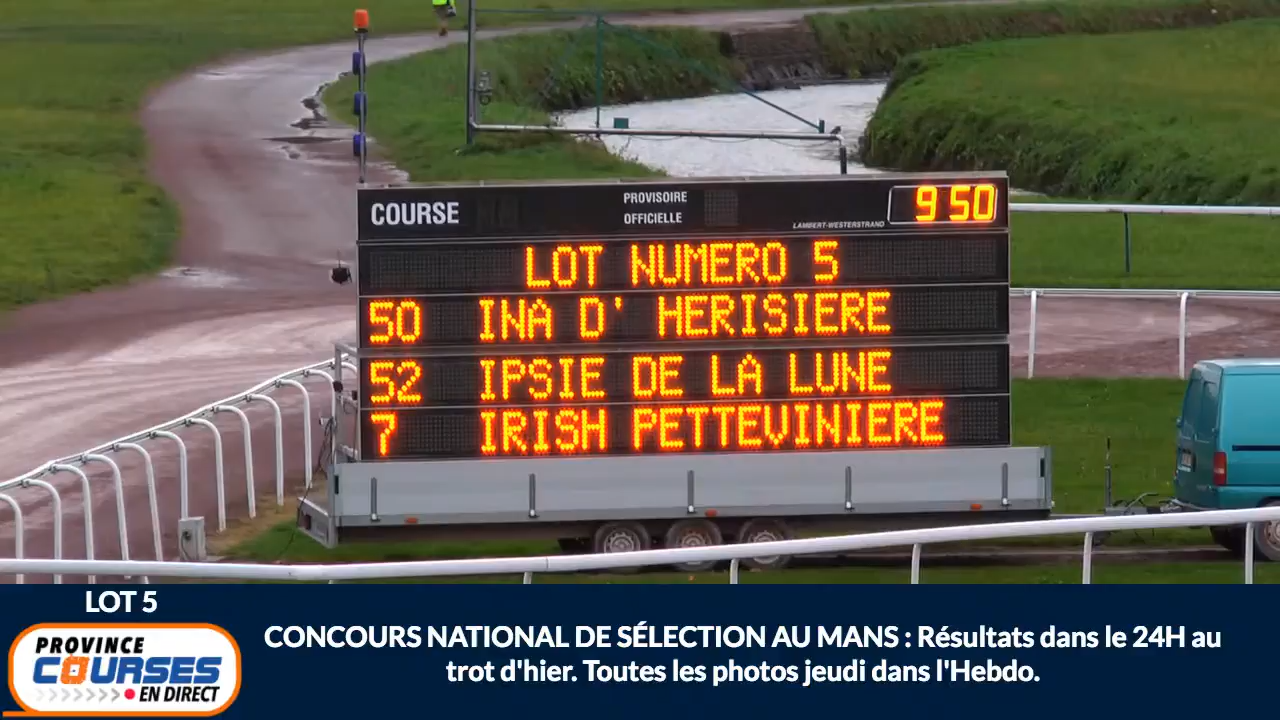 COURSE
PROVISOIRE
OFFICIELLE
LAMBERT-WESTERSTRAND
9 50
LOT NUMERO 5
50 INA D' HERISIERE
52 IPSIE DE LA LUNE
7 IRISH PETTEVINIERE
LOT 5
PROVINCE
COURSES
EN DIRECT
CONCOURS NATIONAL DE SÉLECTION AU MANS : Résultats dans le 24H au
trot d'hier. Toutes les photos jeudi dans l'Hebdo.